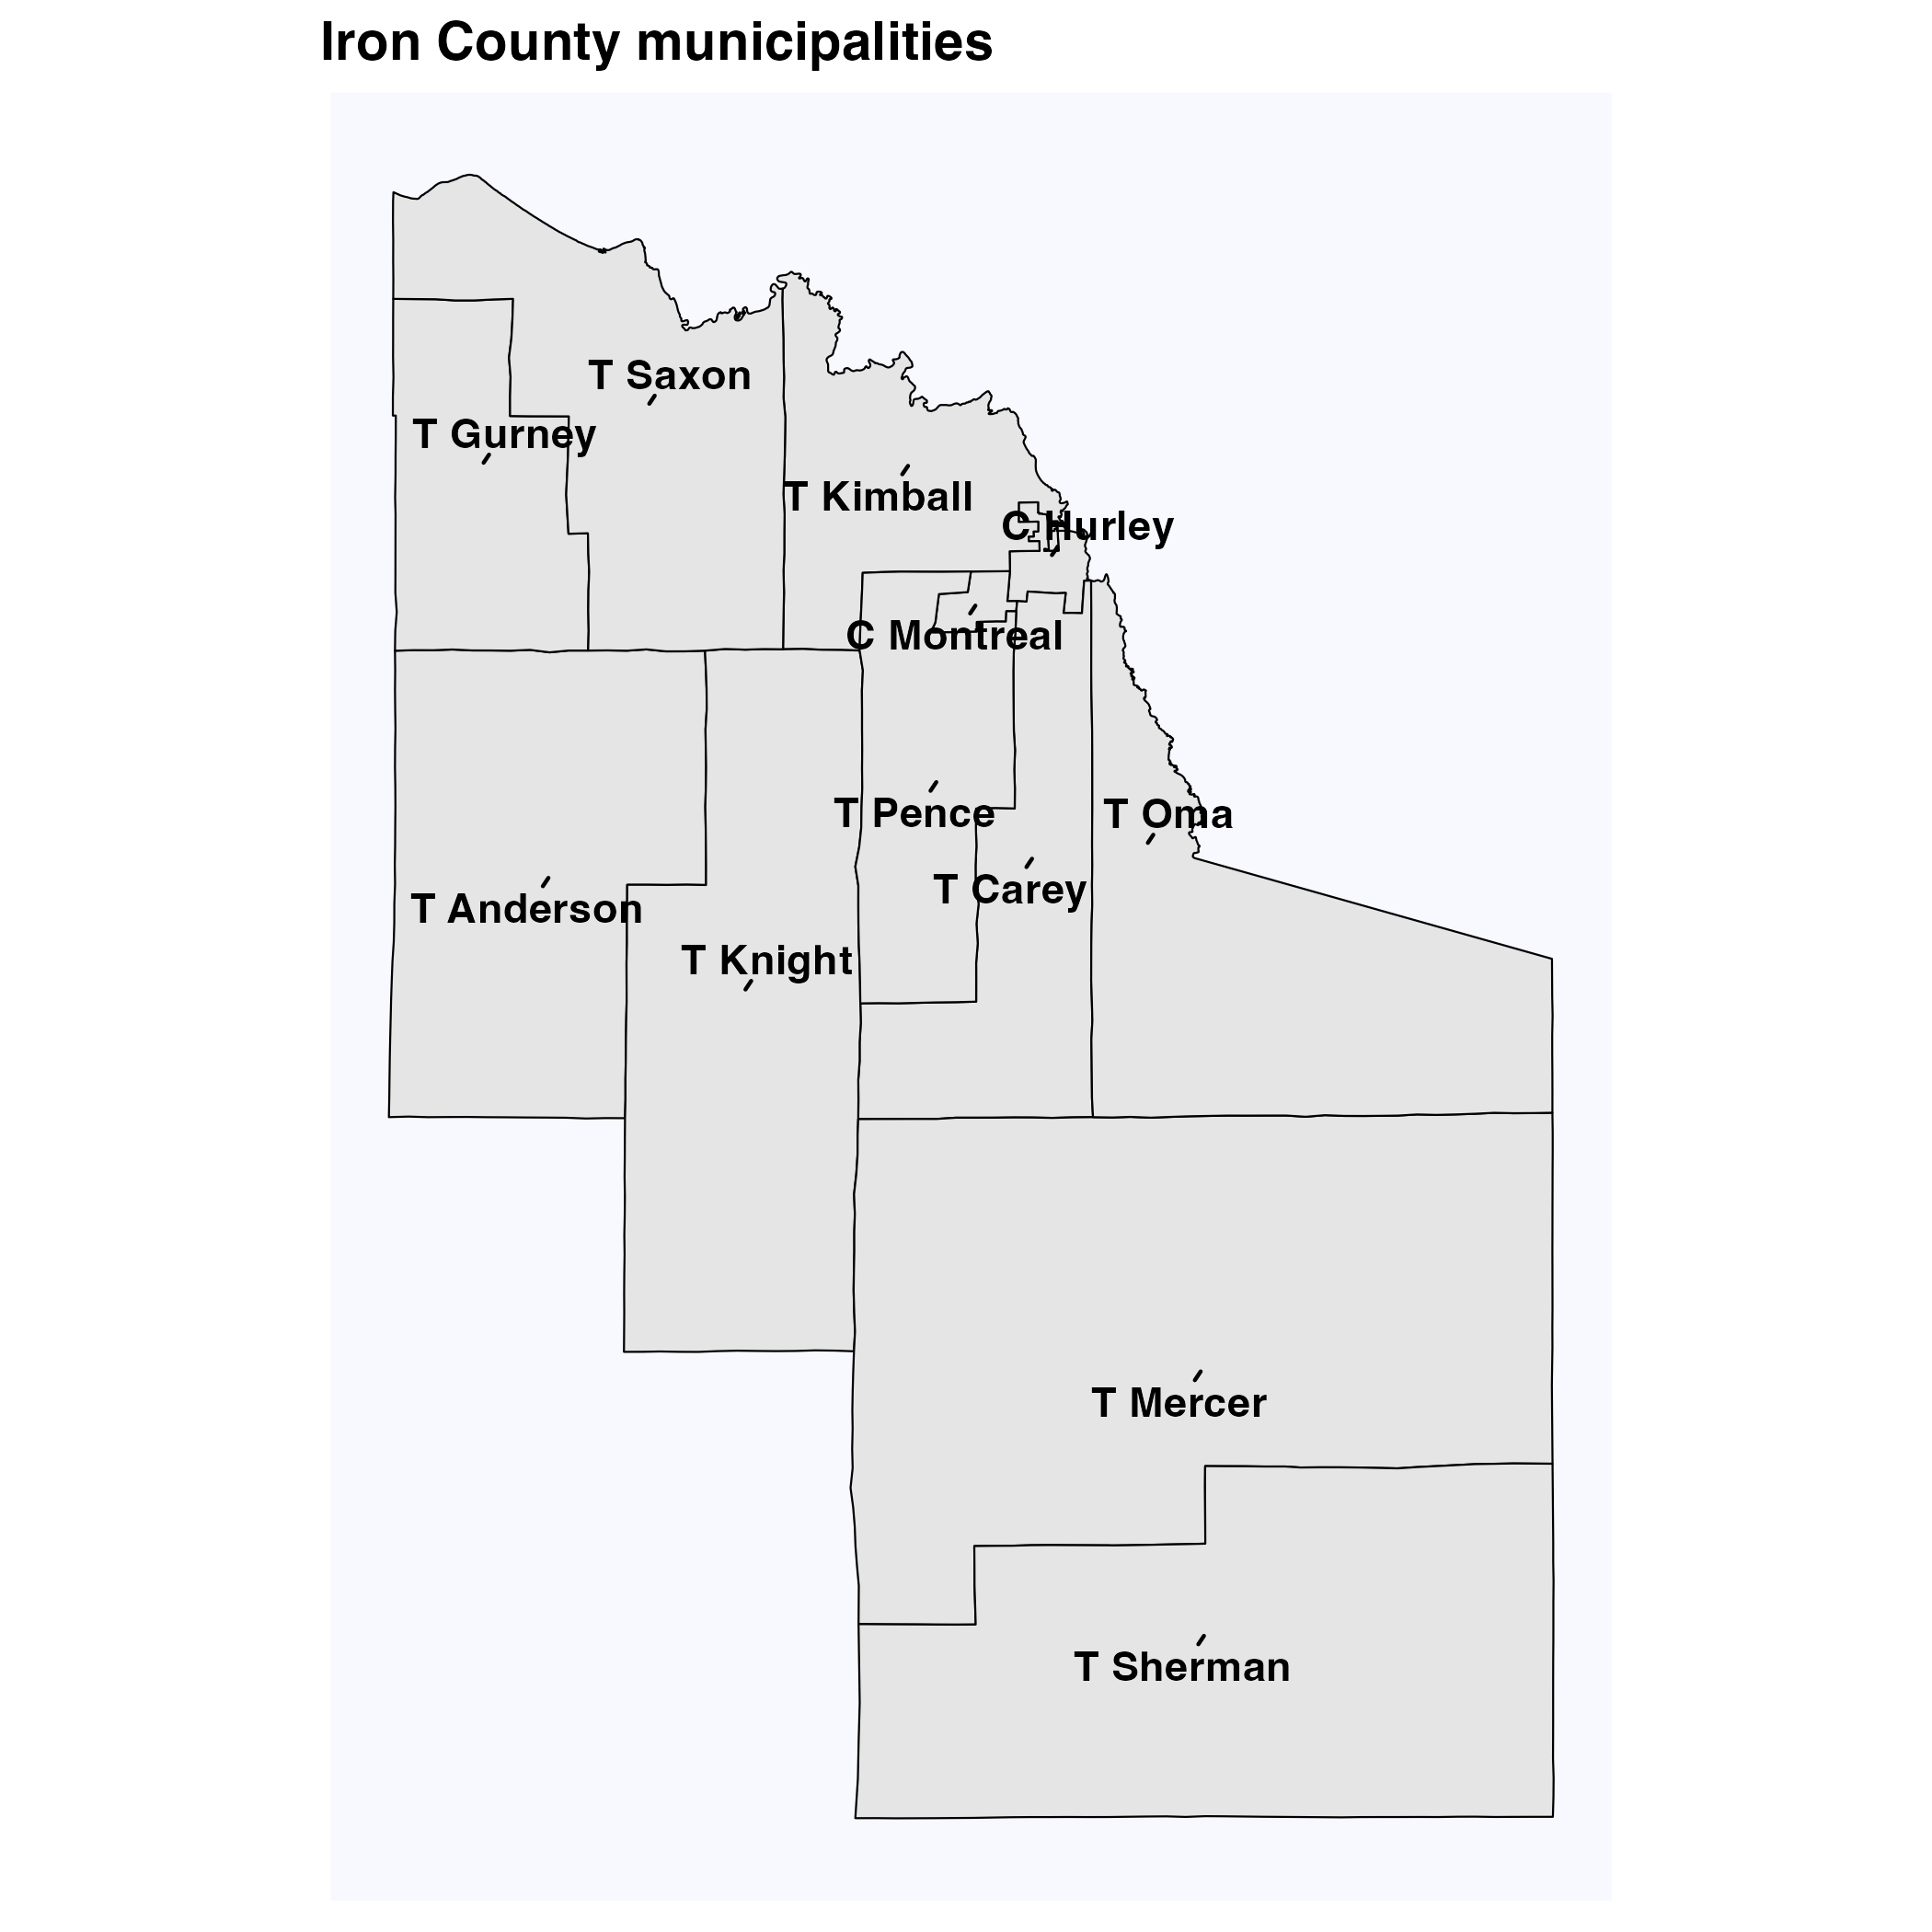 Iron County municipalities
T Saxon
T Gurney
T Kimball
C Hurley
C Montreal
T Pence
T Oma
T Carey
T Anderson
T Knight
T Mercer
T Sherman